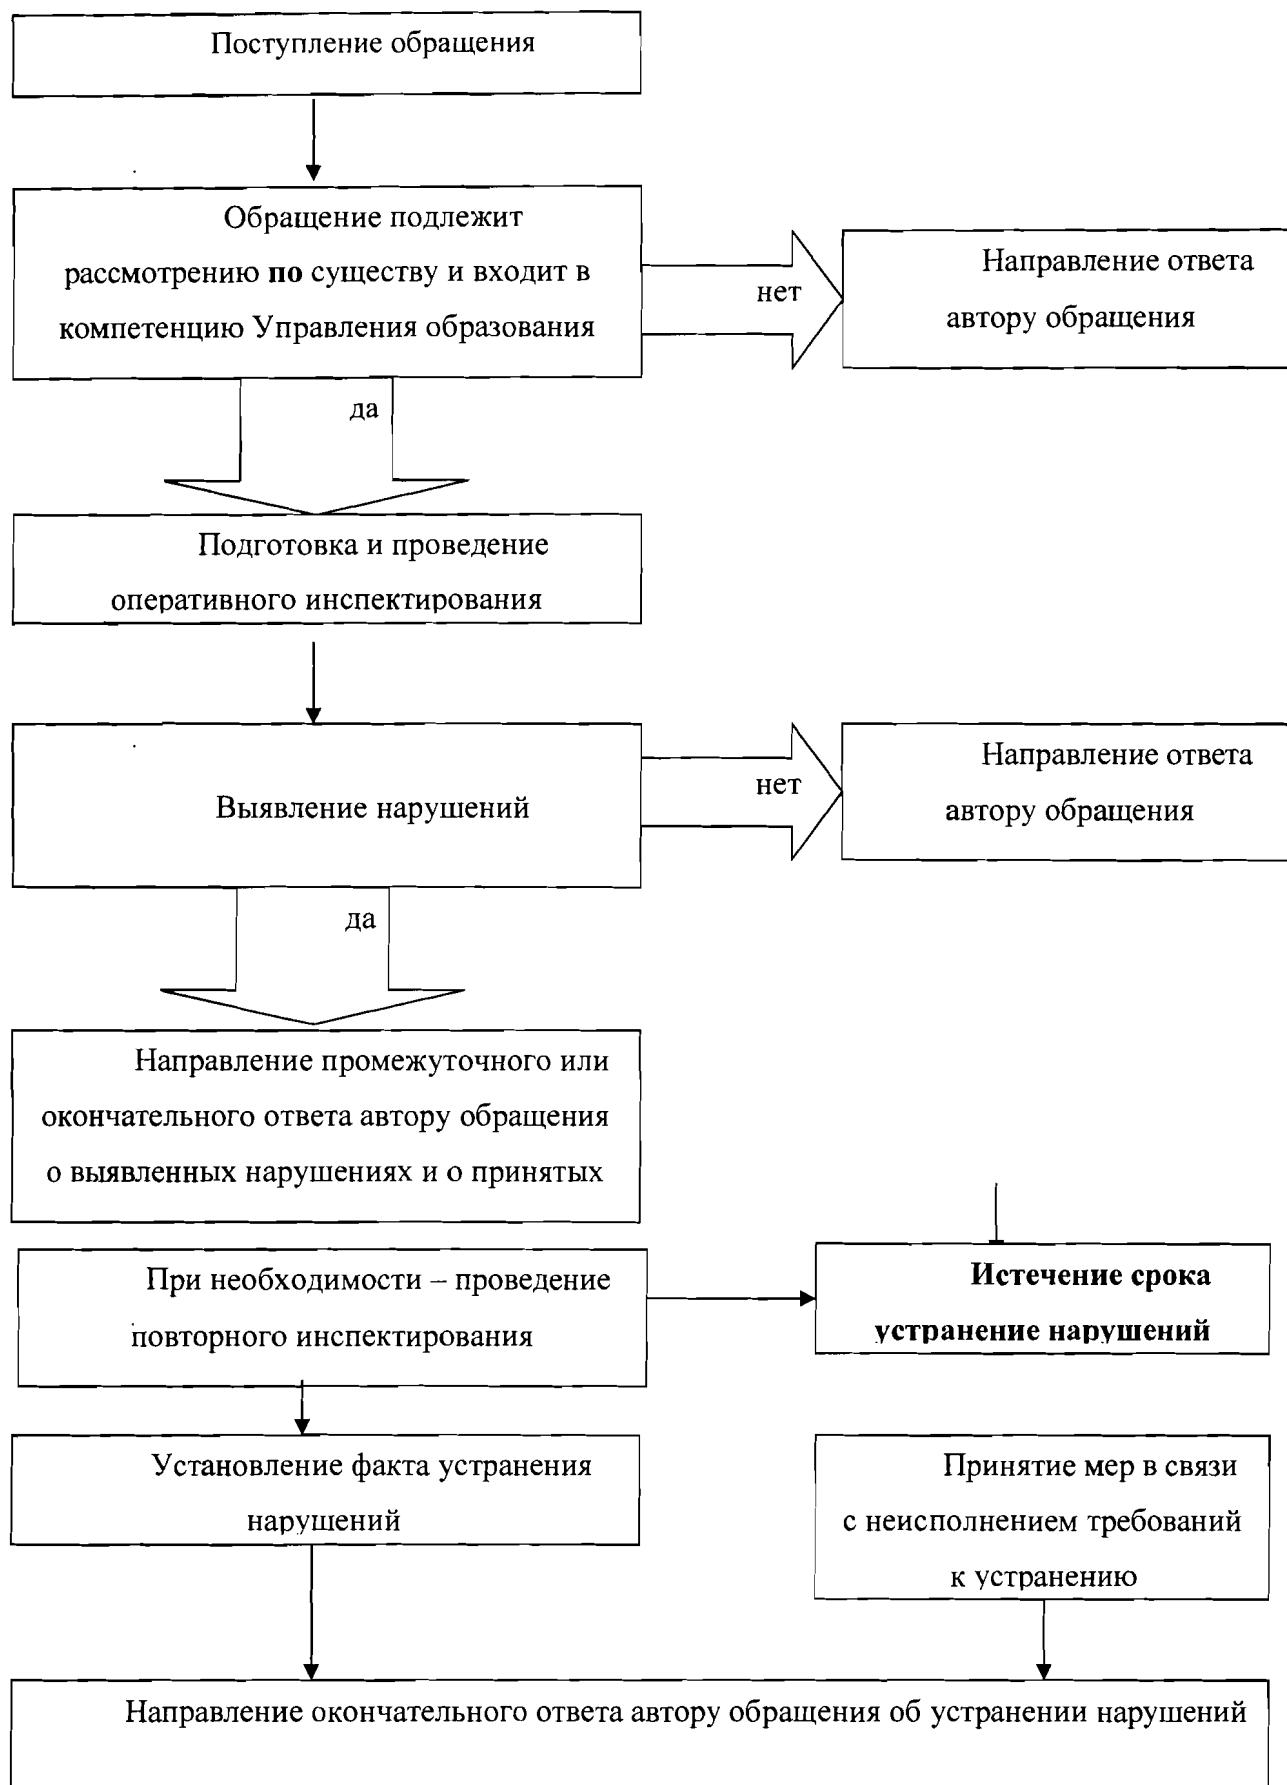 Поступление обращения
Обращение подлежит
рассмотрению по существу и входит в
компетенцию Управления образования
нет
Направление ответа
автору обращения
да
Подготовка и проведение
оперативного инспектирования
Выявление нарушений
нет
Направление ответа
автору обращения
да
Направление промежуточного или
окончательного ответа автору обращения
о выявленных нарушениях и о принятых
При необходимости – проведение
повторного инспектирования
Истечение срока
устранение нарушений
Установление факта устранения
нарушений
Принятие мер в связи
с неисполнением требований
к устранению
Направление окончательного ответа автору обращения об устранении нарушений